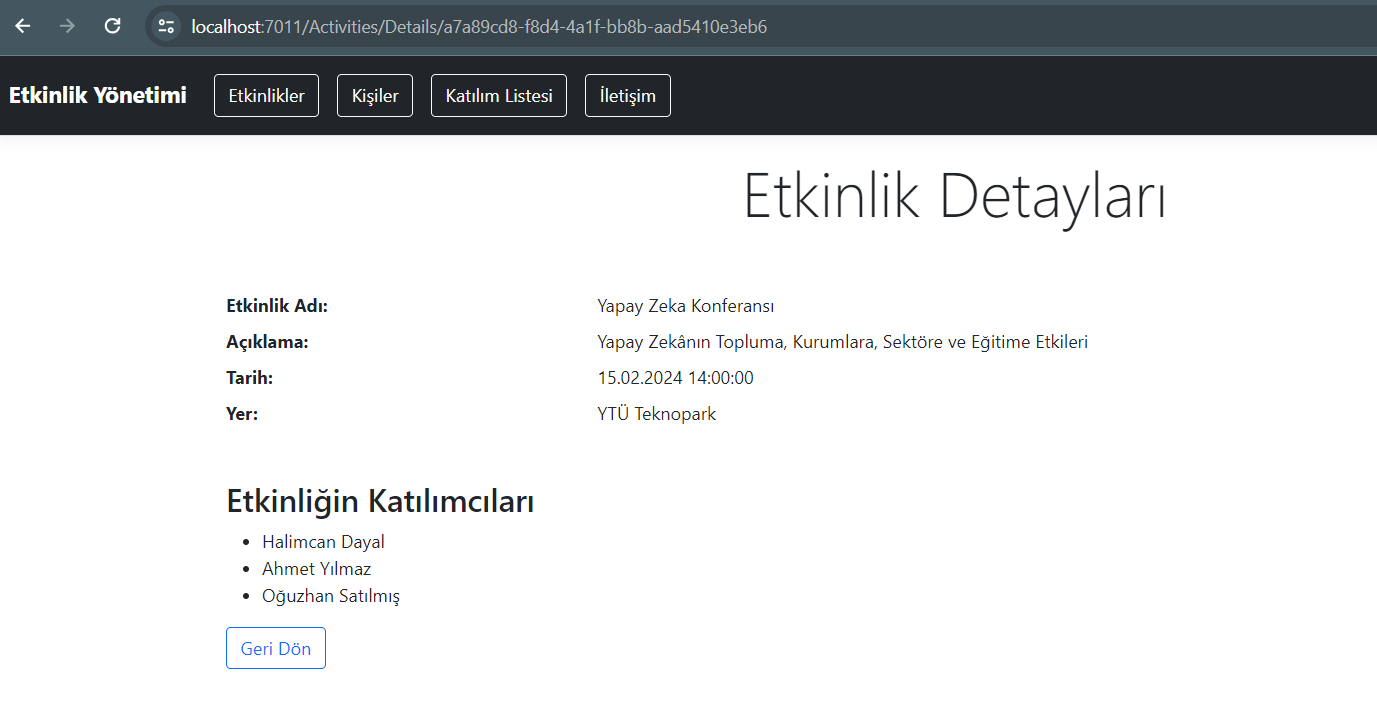 localhost:7011/Activities/Details/a7a89cd8-f8d4-4a1f-bb8b-aad5410e3eb6
Etkinlik Yönetimi Etkinlikler Kişiler Katılım Listesi İletişim
Etkinlik Detayları
Etkinlik Adı: Yapay Zeka Konferansı
Açıklama: Yapay Zekânın Topluma, Kurumlara, Sektöre ve Eğitime Etkileri
Tarih: 15.02.2024 14:00:00
Yer: YTÜ Teknopark
Etkinliğin Katılımcıları
• Halimcan Dayal
• Ahmet Yılmaz
• Oğuzhan Satılmış
Geri Dön